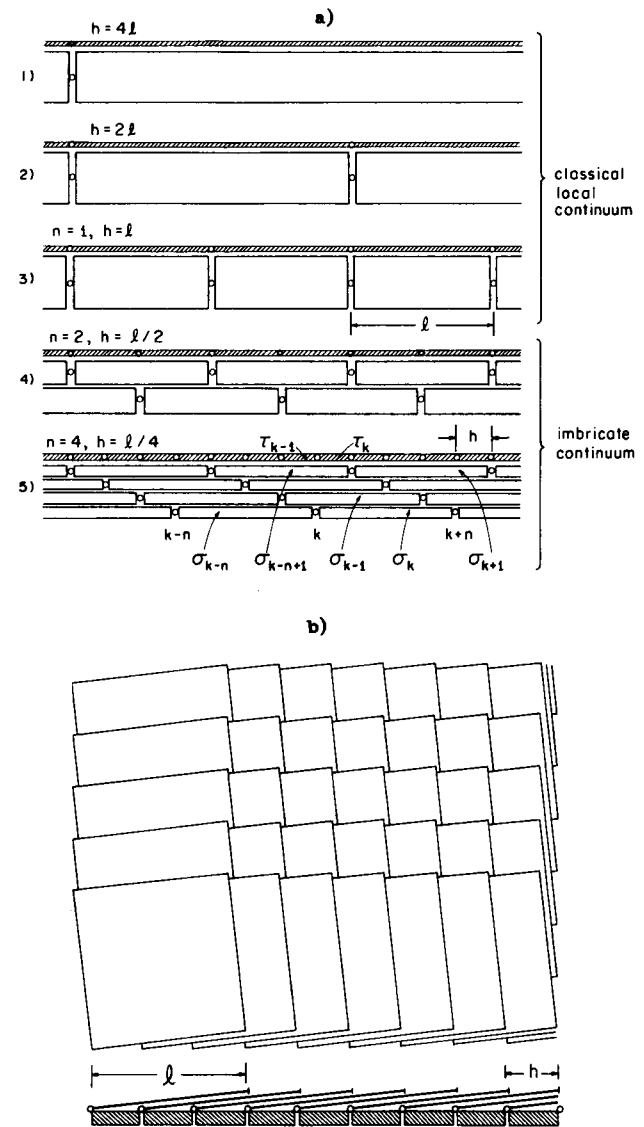 a)
h = 4ℓ
1)
h = 2ℓ
2)
classical
local
continuum
n = 1, h = ℓ
3)
ℓ
n = 2, h = ℓ/2
4)
n = 4, h = ℓ/4
τk-1 τk
h
imbricate
continuum
5)
k-n k k+n
σk-n σk-n+1 σk-1 σk σk+1
b)
ℓ h